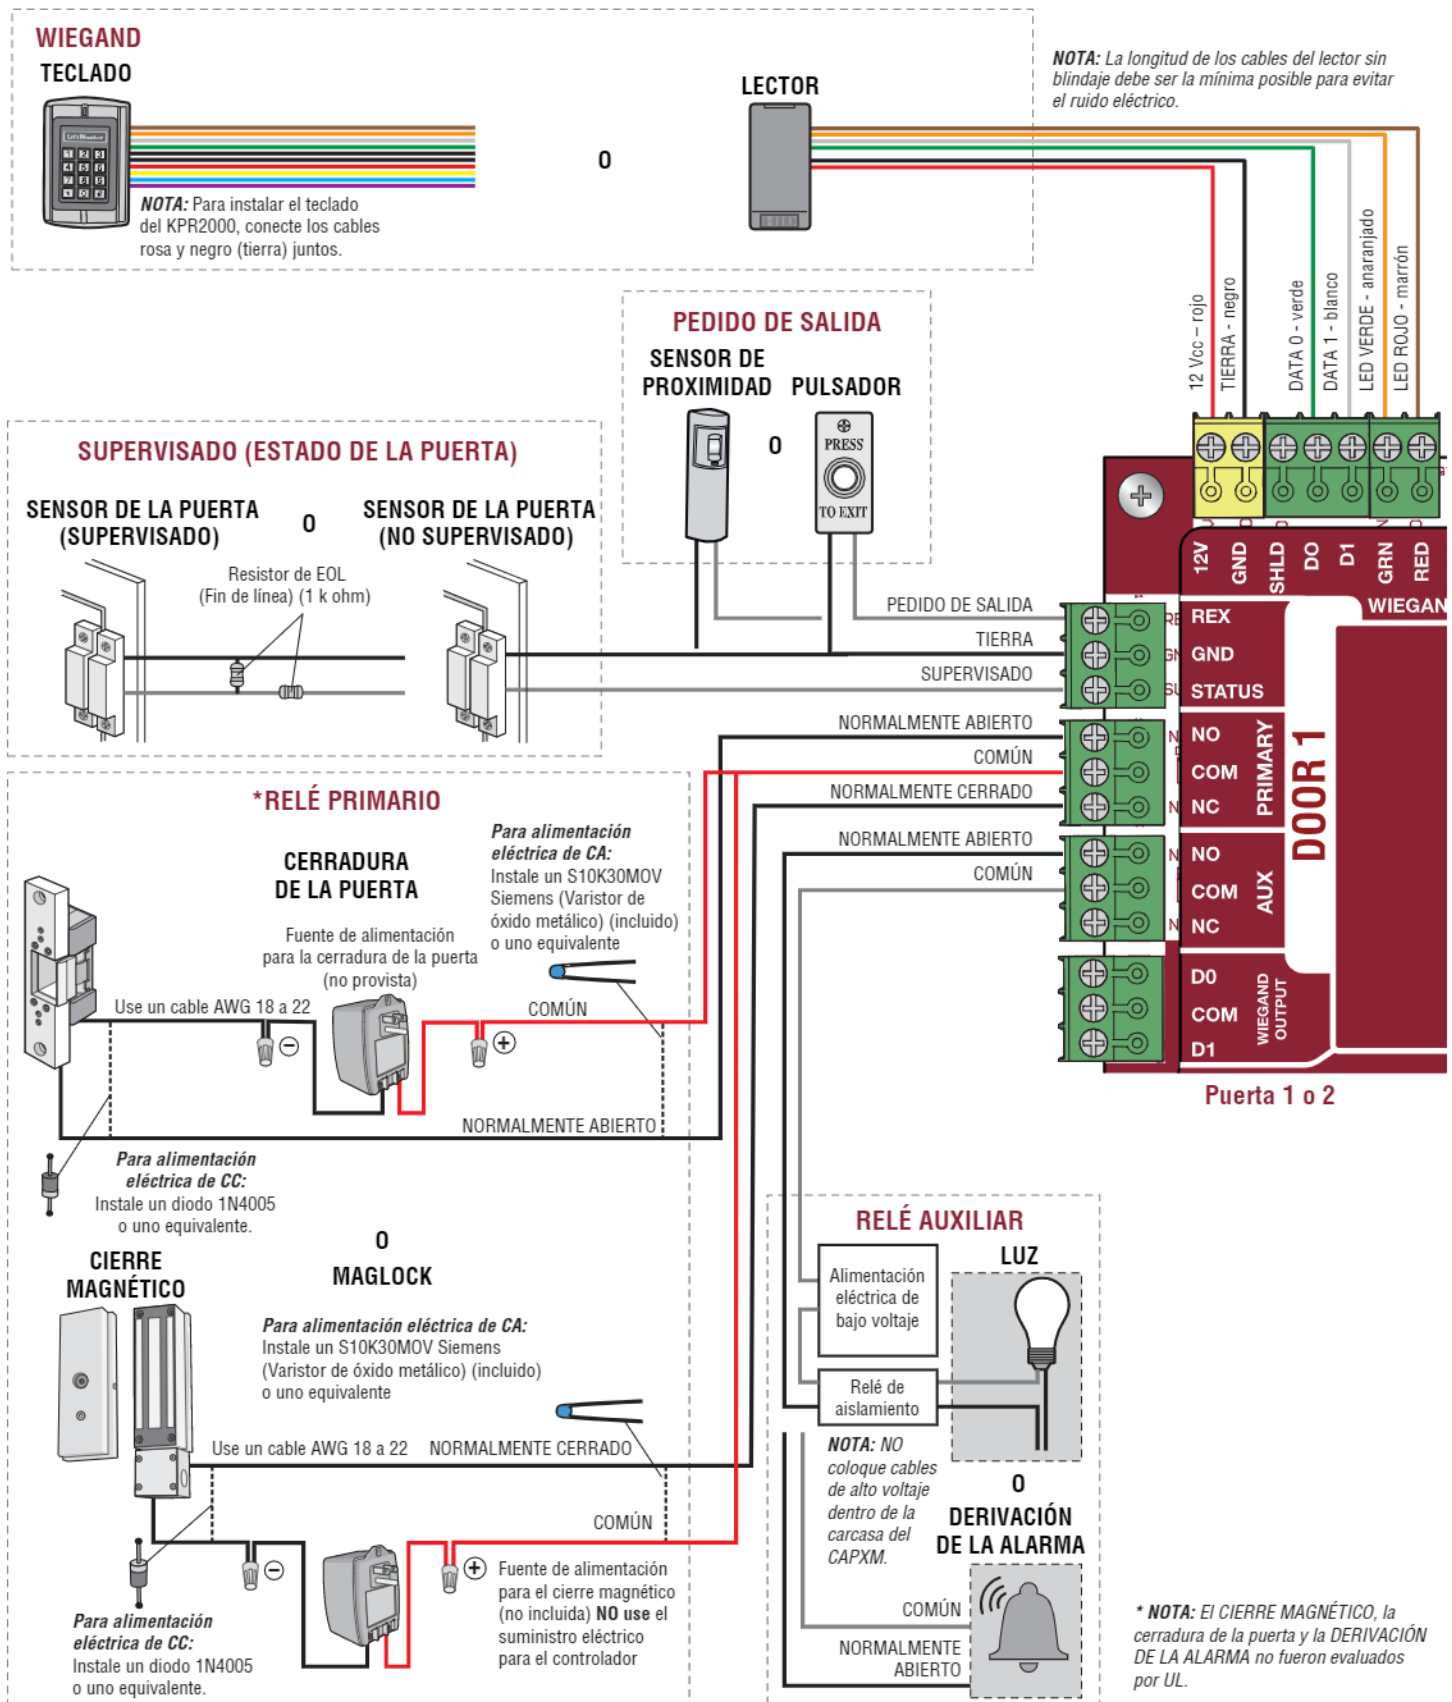 WIEGAND
TECLADO
LiftMaster
1 2 3
4 5 6
7 8 9
* 0 #
NOTA: Para instalar el teclado
del KPR2000, conecte los cables
rosa y negro (tierra) juntos.
O
LECTOR
NOTA: La longitud de los cables del lector sin
blindaje debe ser la mínima posible para evitar
el ruido eléctrico.
12 Vcc – rojo
TIERRA - negro
DATA 0 - verde
DATA 1 - blanco
LED VERDE - anaranjado
LED ROJO - marrón
PEDIDO DE SALIDA
SENSOR DE
PROXIMIDAD
O
PULSADOR
PRESS
TO EXIT
SUPERVISADO (ESTADO DE LA PUERTA)
SENSOR DE LA PUERTA
(SUPERVISADO)
O
SENSOR DE LA PUERTA
(NO SUPERVISADO)
Resistor de EOL
(Fin de línea) (1 k ohm)
PEDIDO DE SALIDA
TIERRA
SUPERVISADO
NORMALMENTE ABIERTO
COMÚN
NORMALMENTE CERRADO
NORMALMENTE ABIERTO
COMÚN
12V
GND
SHLD
DO
D1
GRN
RED
WIEGAN
REX
GND
STATUS
NO
COM
NC
PRIMARY
DOOR 1
NO
COM
NC
AUX
D0
COM
D1
WIEGAND
OUTPUT
Puerta 1 o 2
*RELÉ PRIMARIO
CERRADURA
DE LA PUERTA
Fuente de alimentación
para la cerradura de la puerta
(no provista)
Para alimentación
eléctrica de CA:
Instale un S10K30MOV
Siemens (Varistor de
óxido metálico) (incluido)
o uno equivalente
Use un cable AWG 18 a 22
−
+
COMÚN
NORMALMENTE ABIERTO
Para alimentación
eléctrica de CC:
Instale un diodo 1N4005
o uno equivalente.
O
CIERRE
MAGNÉTICO
MAGLOCK
Para alimentación eléctrica de CA:
Instale un S10K30MOV Siemens
(Varistor de óxido metálico) (incluido)
o uno equivalente
Use un cable AWG 18 a 22
NORMALMENTE CERRADO
COMÚN
−
+
Fuente de alimentación
para el cierre magnético
(no incluida) NO use el
suministro eléctrico
para el controlador
Para alimentación
eléctrica de CC:
Instale un diodo 1N4005
o uno equivalente.
RELÉ AUXILIAR
LUZ
Alimentación
eléctrica de
bajo voltaje
Relé de
aislamiento
NOTA: NO
coloque cables
de alto voltaje
dentro de la
carcasa del
CAPXM.
O
DERIVACIÓN
DE LA ALARMA
COMÚN
NORMALMENTE
ABIERTO
* NOTA: El CIERRE MAGNÉTICO, la
cerradura de la puerta y la DERIVACIÓN
DE LA ALARMA no fueron evaluados
por UL.